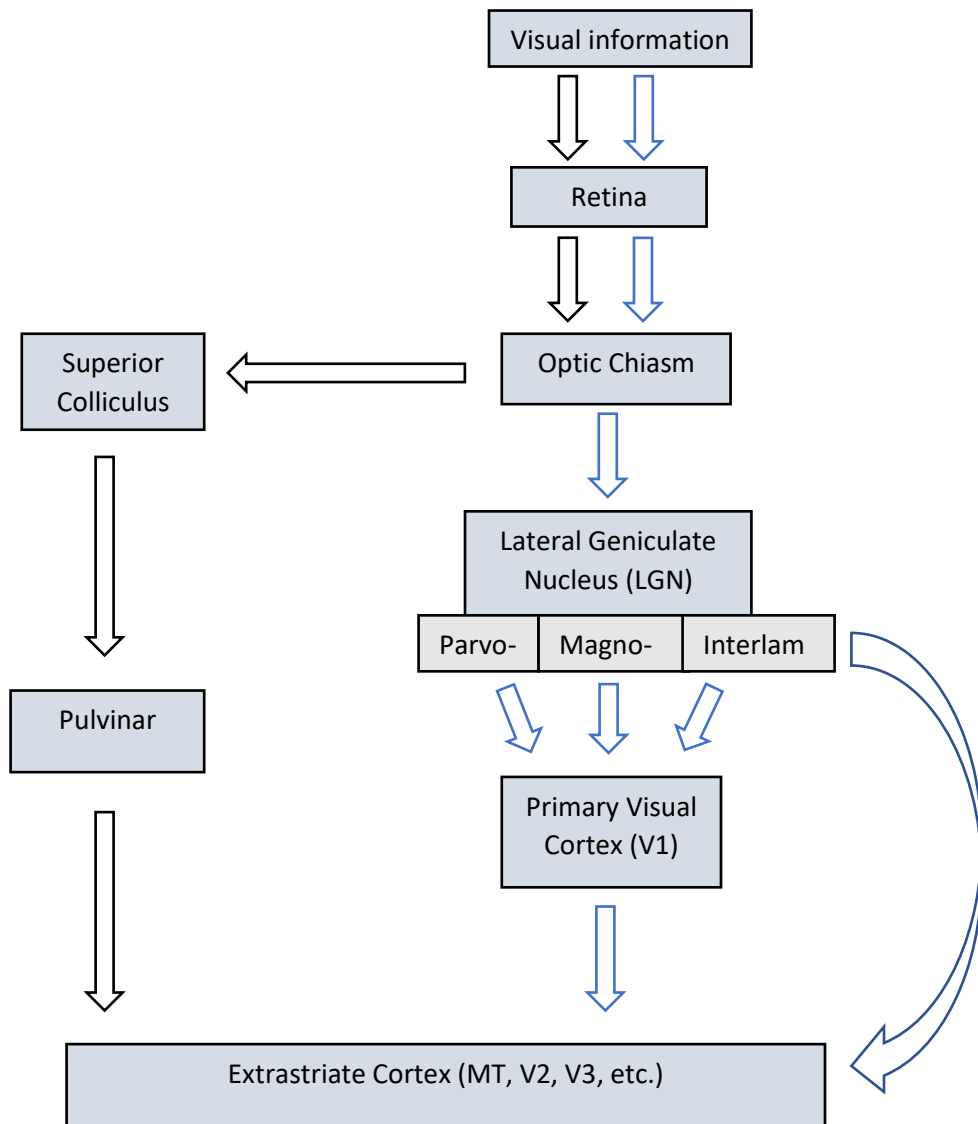 Visual information
Retina
Superior
Colliculus
Optic Chiasm
Lateral Geniculate
Nucleus (LGN)
Parvo-
Magno-
Interlam
Pulvinar
Primary Visual
Cortex (V1)
Extrastriate Cortex (MT, V2, V3, etc.)